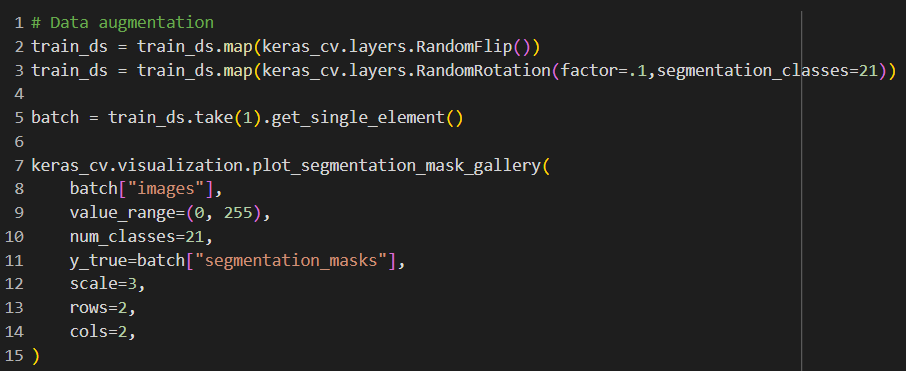 1 # Data augmentation
2 train_ds = train_ds.map(keras_cv.layers.RandomFlip())
3 train_ds = train_ds.map(keras_cv.layers.RandomRotation(factor=.1,segmentation_classes=21))
4
5 batch = train_ds.take(1).get_single_element()
6
7 keras_cv.visualization.plot_segmentation_mask_gallery(
8     batch["images"],
9     value_range=(0, 255),
10     num_classes=21,
11     y_true=batch["segmentation_masks"],
12     scale=3,
13     rows=2,
14     cols=2,
15 )